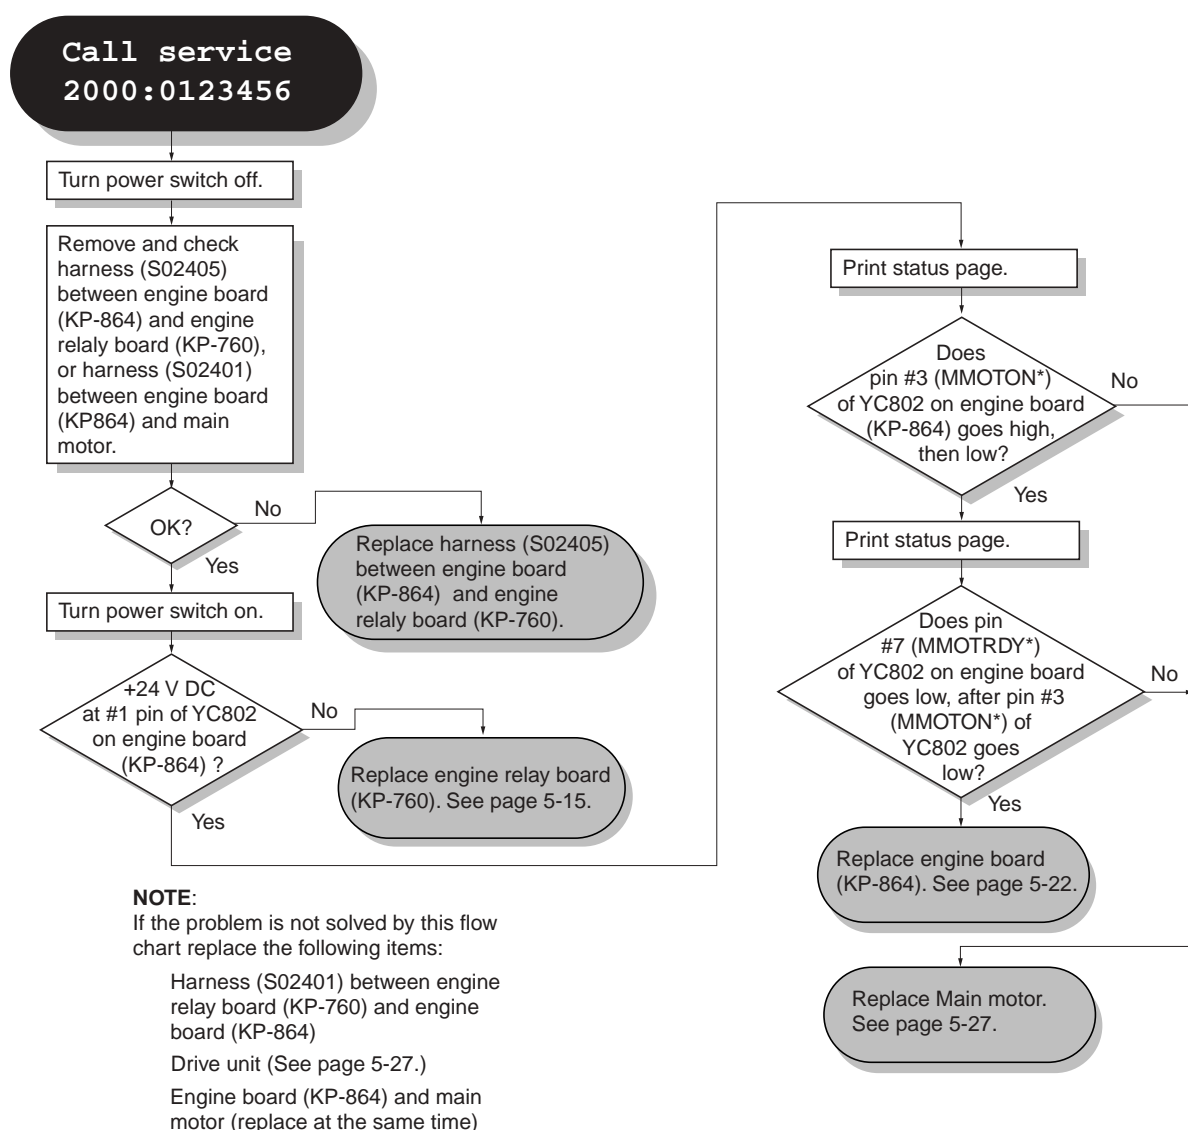 Call service
2000:0123456
Turn power switch off.
Remove and check
harness (S02405)
between engine board
(KP-864) and engine
relaly board (KP-760),
or harness (S02401)
between engine board
(KP864) and main
motor.
OK?
No
Replace harness (S02405)
between engine board
(KP-864) and engine
relaly board (KP-760).
Yes
Turn power switch on.
+24 V DC
at #1 pin of YC802
on engine board
(KP-864) ?
No
Replace engine relay board
(KP-760). See page 5-15.
Yes
NOTE:
If the problem is not solved by this flow
chart replace the following items:
Harness (S02401) between engine
relay board (KP-760) and engine
board (KP-864)
Drive unit (See page 5-27.)
Engine board (KP-864) and main
motor (replace at the same time)
Print status page.
Does
pin #3 (MMOTON*)
of YC802 on engine board
(KP-864) goes high,
then low?
No
Yes
Print status page.
Does pin
#7 (MMOTRDY*)
of YC802 on engine board
goes low, after pin #3
(MMOTON*) of
YC802 goes
low?
No
Yes
Replace engine board
(KP-864). See page 5-22.
Replace Main motor.
See page 5-27.